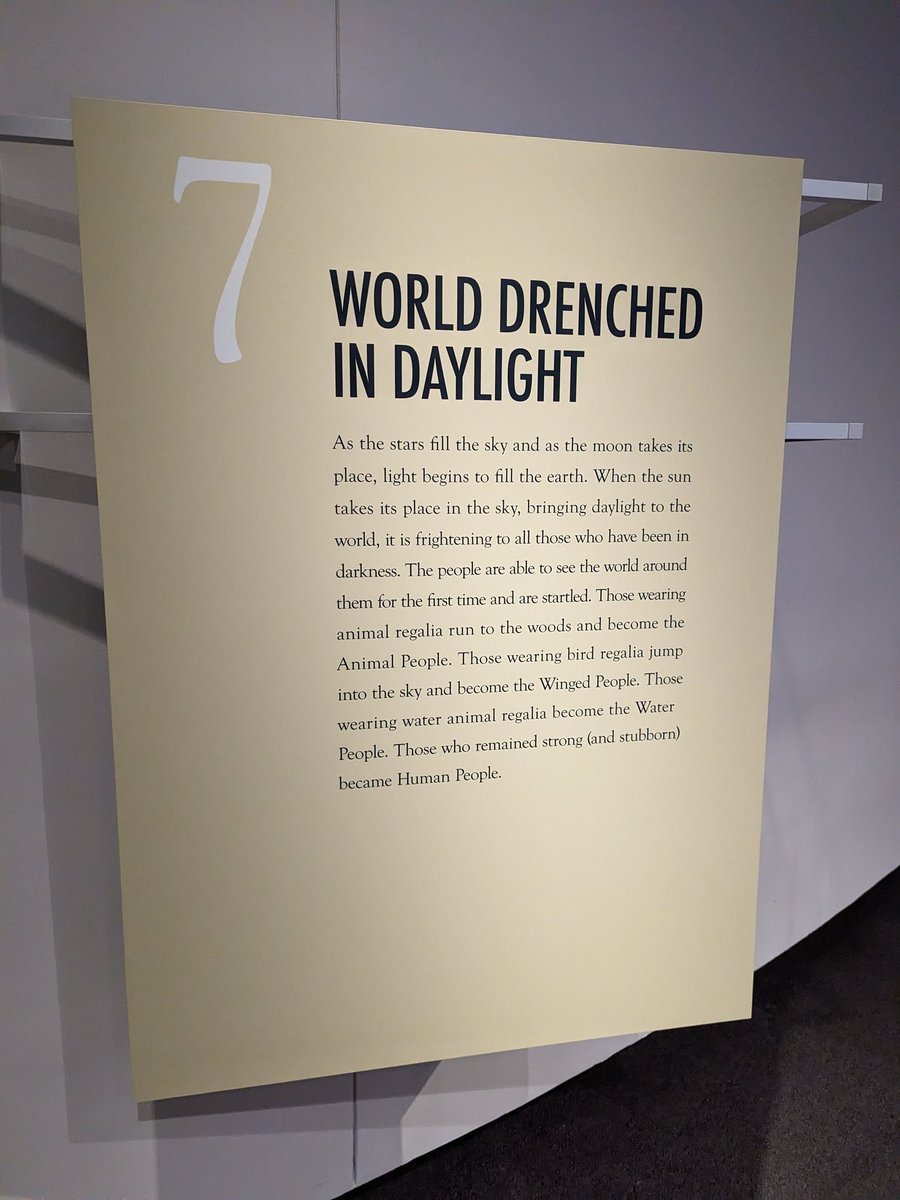 7
WORLD DRENCHED
IN DAYLIGHT
As the stars fill the sky and as the moon takes its
place, light begins to fill the earth. When the sun
takes its place in the sky, bringing daylight to the
world, it is frightening to all those who have been in
darkness. The people are able to see the world around
them for the first time and are startled. Those wearing
animal regalia run to the woods and become the
Animal People. Those wearing bird regalia jump
into the sky and become the Winged People. Those
wearing water animal regalia become the Water
People. Those who remained strong (and stubborn)
became Human People.